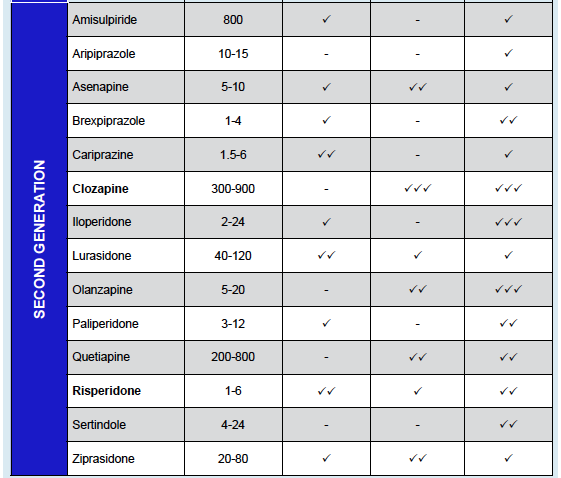 SECOND GENERATION
Amisulpiride 800 ✓ - ✓
Aripiprazole 10-15 - - ✓
Asenapine 5-10 ✓ ✓✓ ✓
Brexpiprazole 1-4 ✓ - ✓✓
Cariprazine 1.5-6 ✓✓ - ✓
Clozapine 300-900 - ✓✓✓ ✓✓✓
Iloperidone 2-24 ✓ - ✓✓✓
Lurasidone 40-120 ✓✓ ✓ ✓
Olanzapine 5-20 - ✓✓ ✓✓✓
Paliperidone 3-12 ✓ - ✓✓
Quetiapine 200-800 - ✓✓ ✓✓
Risperidone 1-6 ✓✓ ✓ ✓✓
Sertindole 4-24 - - ✓✓
Ziprasidone 20-80 ✓ ✓✓ ✓